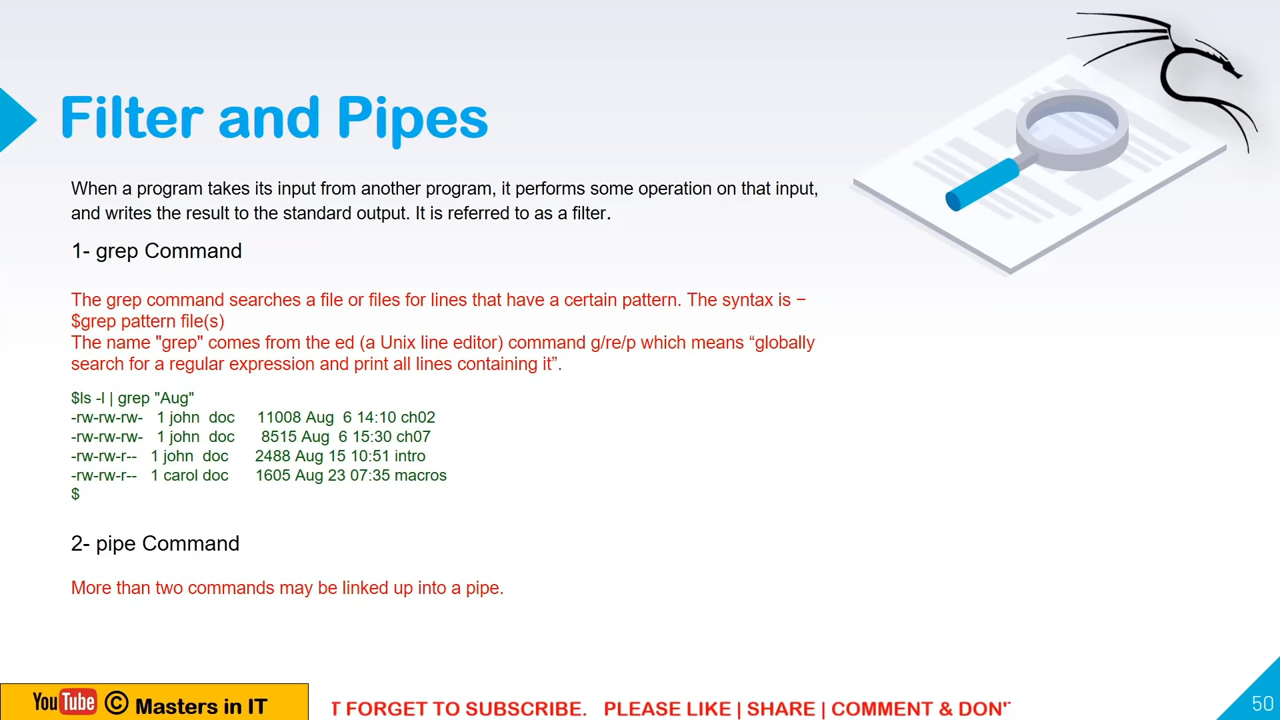 Filter and Pipes
When a program takes its input from another program, it performs some operation on that input,
and writes the result to the standard output. It is referred to as a filter.
1- grep Command
The grep command searches a file or files for lines that have a certain pattern. The syntax is −
$grep pattern file(s)
The name "grep" comes from the ed (a Unix line editor) command g/re/p which means “globally
search for a regular expression and print all lines containing it”.
$ls -l | grep "Aug"
-rw-rw-rw- 1 john doc 11008 Aug 6 14:10 ch02
-rw-rw-rw- 1 john doc 8515 Aug 6 15:30 ch07
-rw-rw-r-- 1 john doc 2488 Aug 15 10:51 intro
-rw-rw-r-- 1 carol doc 1605 Aug 23 07:35 macros
$
2- pipe Command
More than two commands may be linked up into a pipe.
YouTube © Masters in IT
T FORGET TO SUBSCRIBE. PLEASE LIKE | SHARE | COMMENT & DON'
50